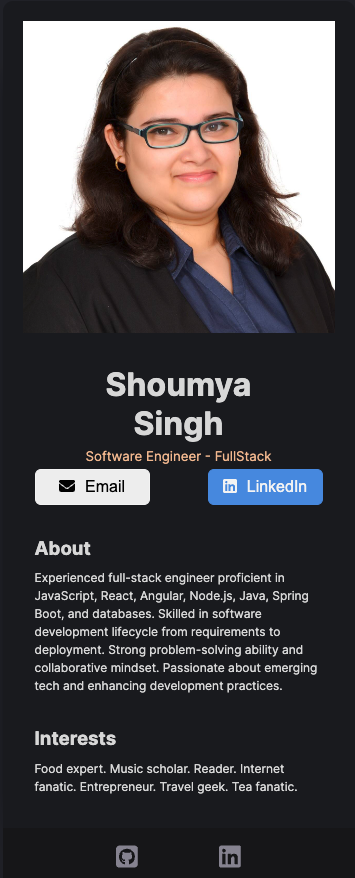 Shoumya
Singh
Software Engineer - FullStack
Email
LinkedIn
About
Experienced full-stack engineer proficient in
JavaScript, React, Angular, Node.js, Java, Spring
Boot, and databases. Skilled in software
development lifecycle from requirements to
deployment. Strong problem-solving ability and
collaborative mindset. Passionate about emerging
tech and enhancing development practices.
Interests
Food expert. Music scholar. Reader. Internet
fanatic. Entrepreneur. Travel geek. Tea fanatic.